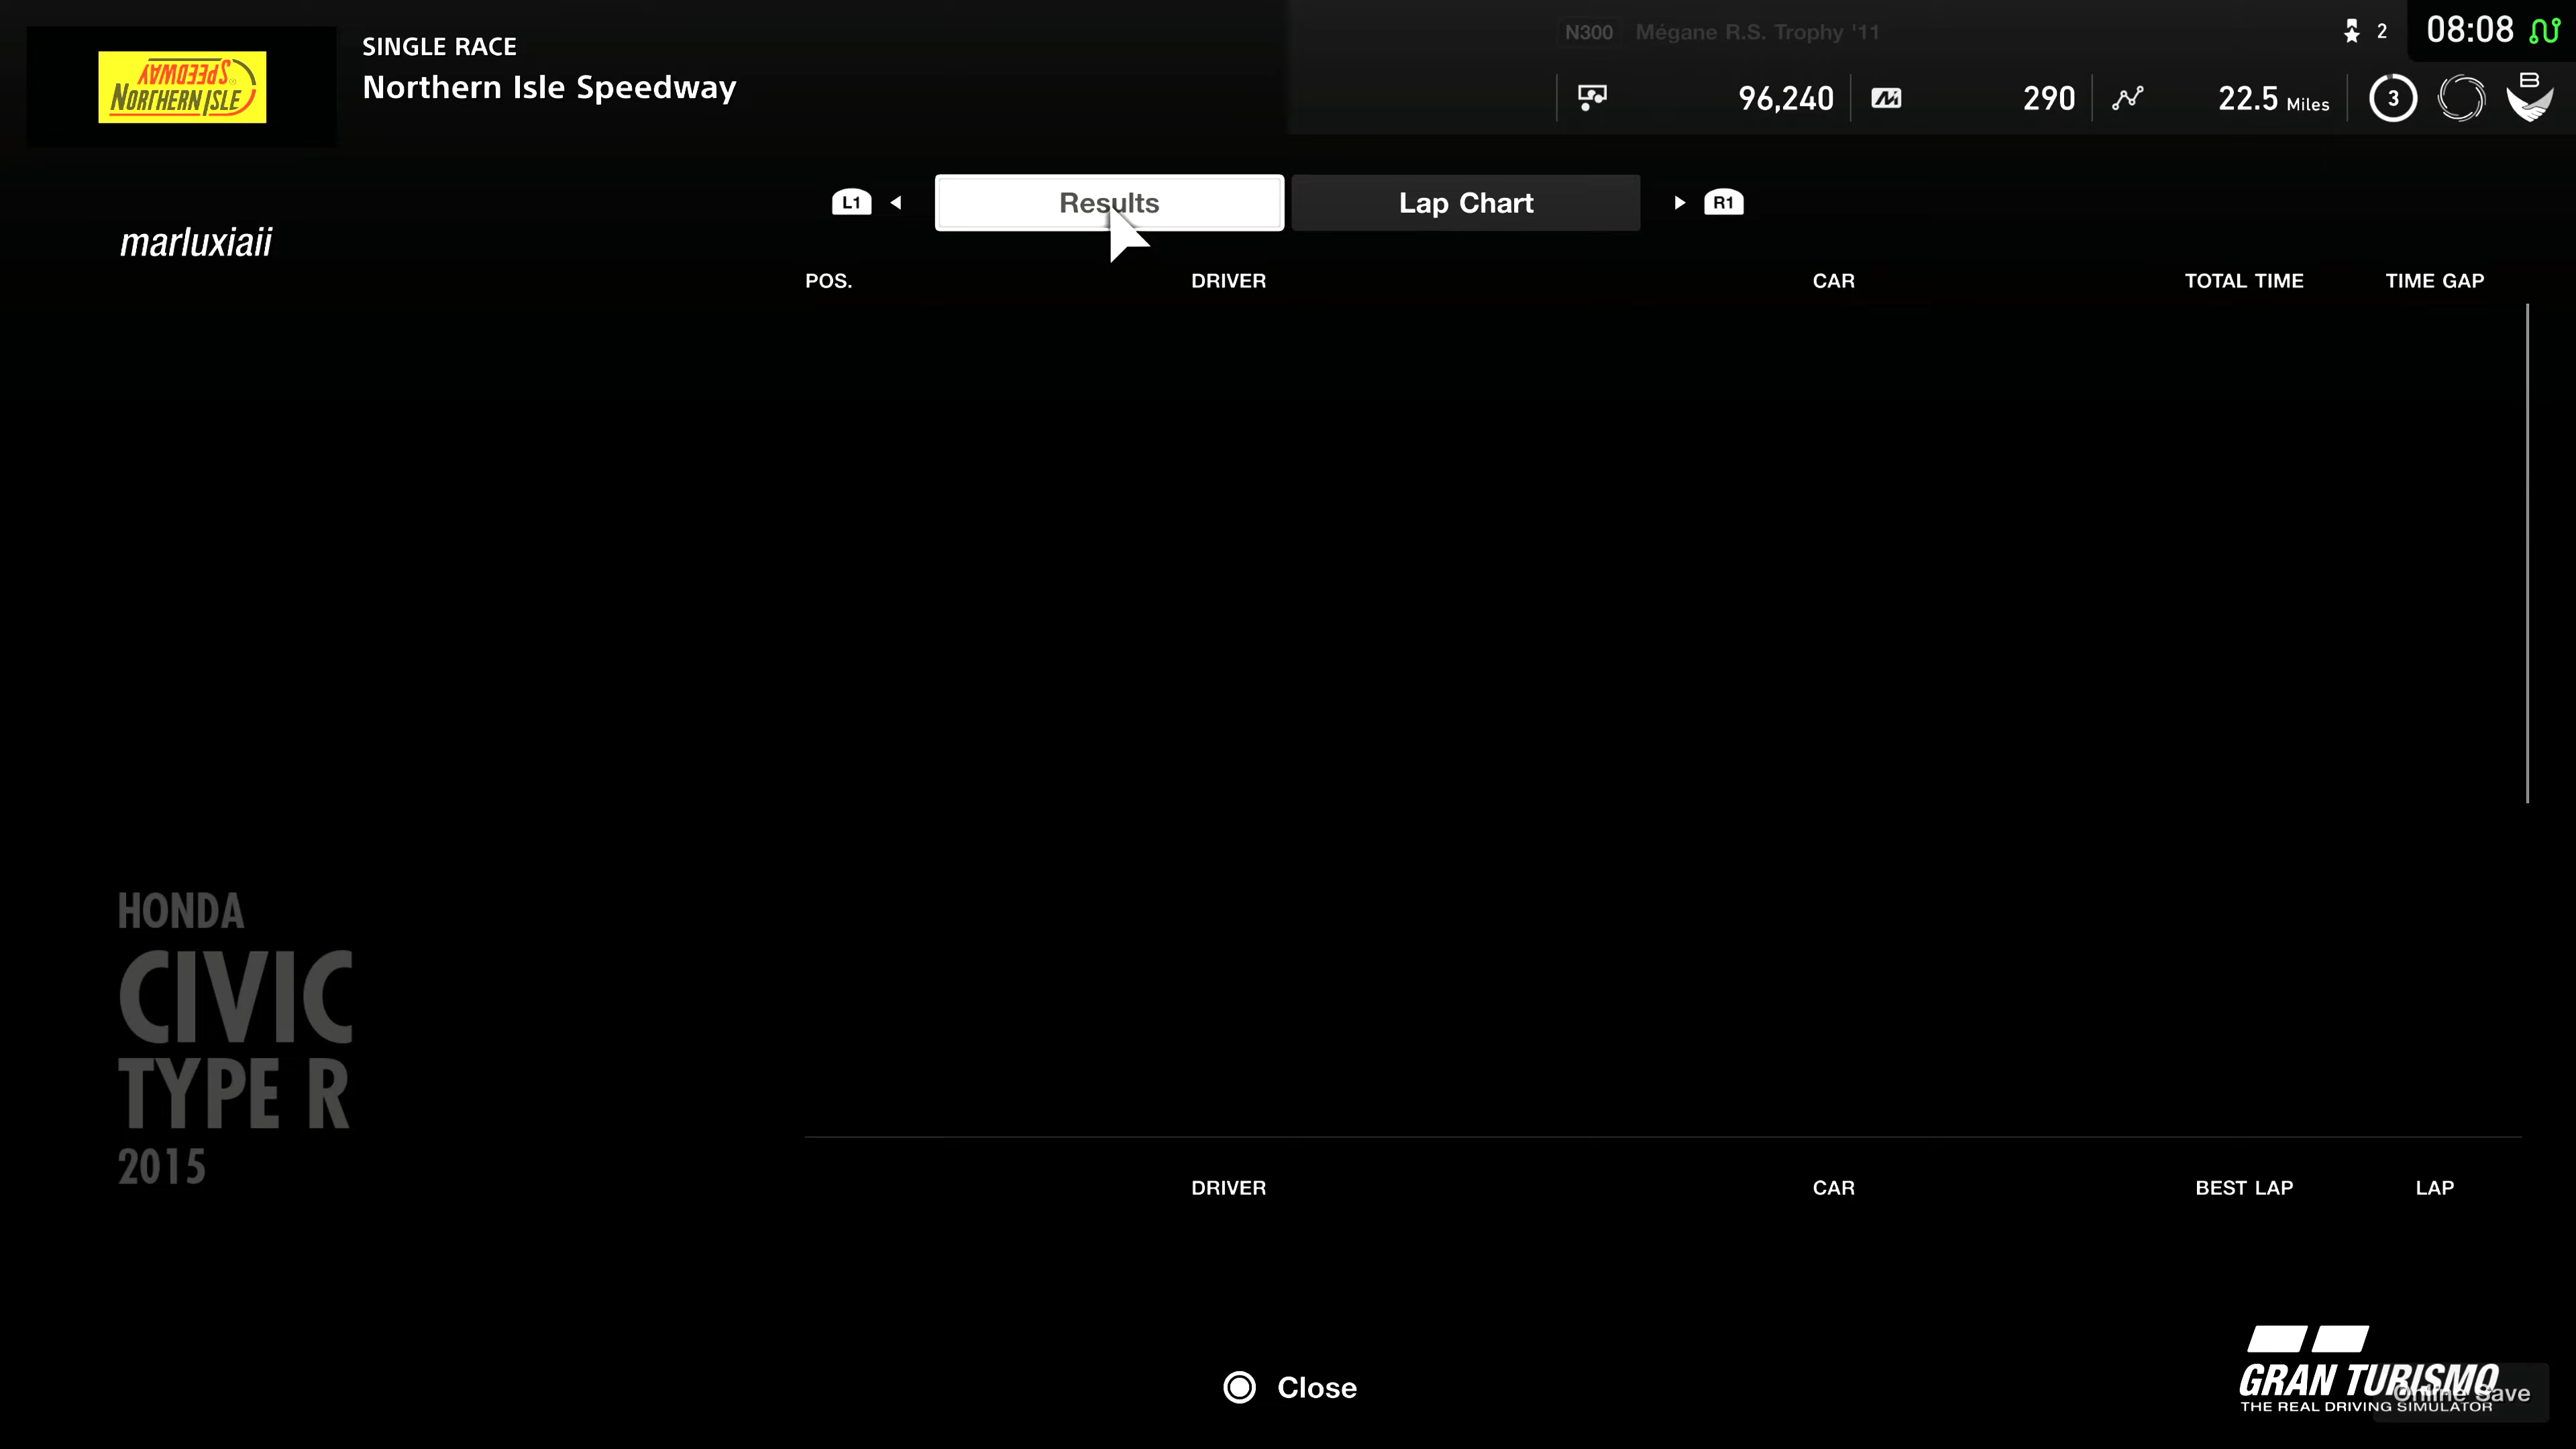 SINGLE RACE
Northern Isle Speedway
SPEEDWAY
NORTHERN ISLE
N300 Mégane R.S. Trophy '11
2
08:08
96,240
290
22.5 Miles
3
B
L1
Results
Lap Chart
R1
marluxiaii
POS. DRIVER CAR TOTAL TIME TIME GAP
HONDA
CIVIC
TYPE R
2015
DRIVER CAR BEST LAP LAP
Close
GRAN TURISMO
THE REAL DRIVING SIMULATOR
Online Save